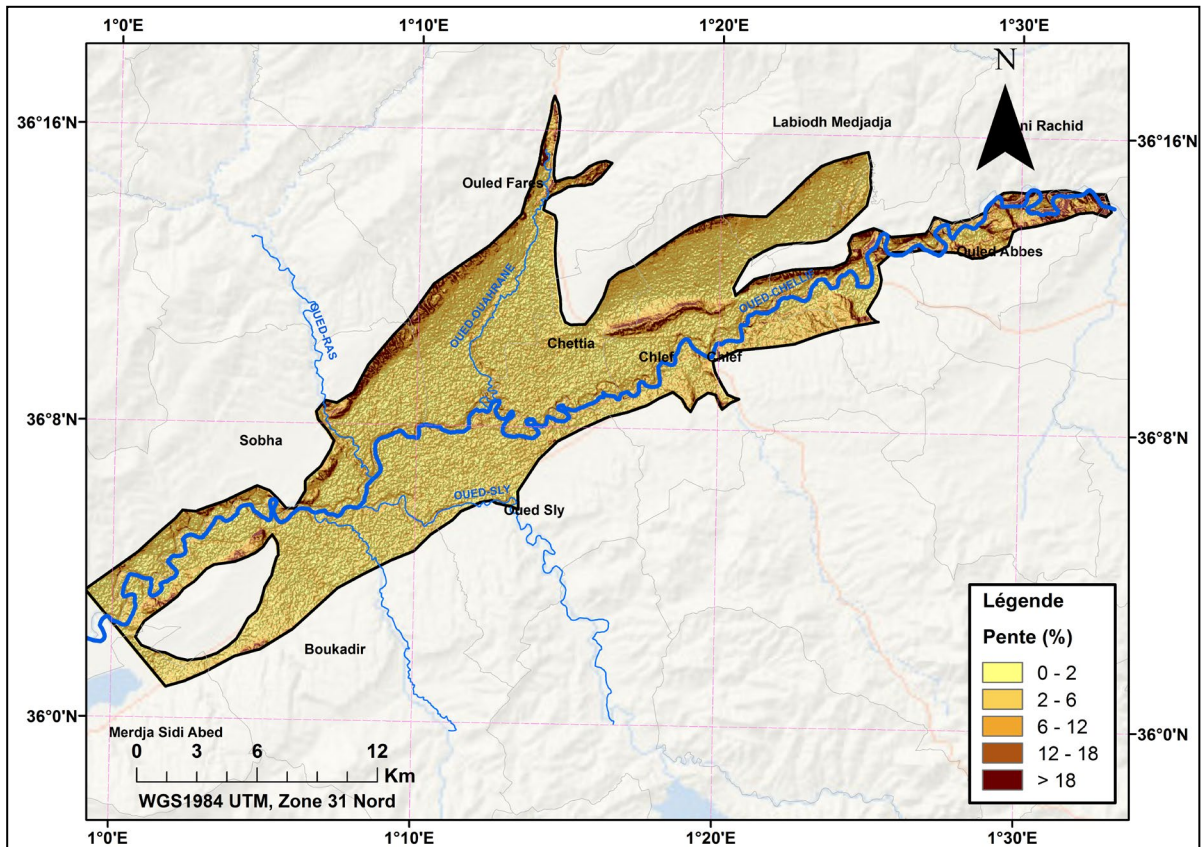 1°0'E
1°10'E
1°20'E
1°30'E
N
36°16'N
Labiodh Medjadja
ni Rachid
36°16'N
Ouled Fares
OUED-RAS
OUED-OUAHRANE
OUED-CHELLIF
Ouled Abbes
Chettia
Chlef
Chlef
36°8'N
36°8'N
Sobha
OUED-SLY
Oued Sly
Boukadir
36°0'N
36°0'N
Légende
Pente (%)
0 - 2
2 - 6
6 - 12
12 - 18
> 18
Merdja Sidi Abed
0 3 6 12
Km
WGS1984 UTM, Zone 31 Nord
1°0'E
1°10'E
1°20'E
1°30'E